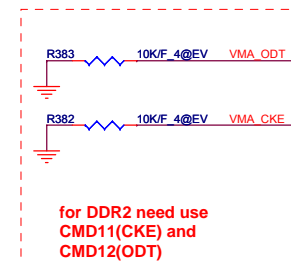 R383 10K/F_4@EV VMA_ODT
R382 10K/F_4@EV VMA_CKE
for DDR2 need use
CMD11(CKE) and
CMD12(ODT)